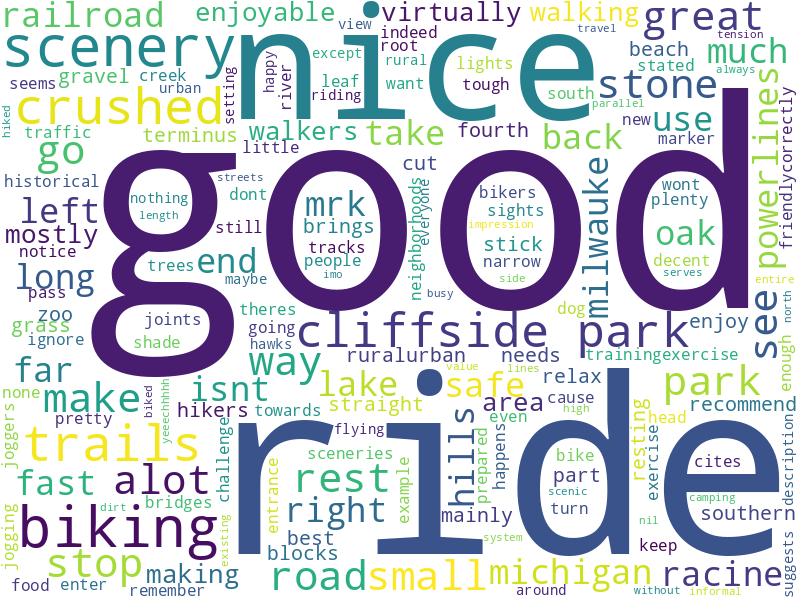 railroad
enjoyable
virtually
walking
great
scenery
nice
view
travel
indeed
root
tension
except
rural
lights
beach
much
stated
always
gravel
creek
seems
urban
leaf
want
riding
tough
stone
happy
river
setting
south
parallel
crushed
use
new
marker
hiked
traffic
terminus
walkers
take
fourth
back
powerlines
correctly
friendly
go
little
historical
cut
good
streets
nothing
length
bikers
sights
impression
wont
plenty
left
mrk
brings
neighborhoods
everyone
milwauke
oak
mostly
notice
still
tracks
people
imo
stick
narrow
decent
serves
side
long
end
trees
maybe
pass
busy
entire
north
zoo
grass
ignore
joints
shade
theres
going
hawks
dog
cliffside park
enjoy
see
enough
far
way
ruralurban
needs
trainingexercise
none
make
isnt
lake
straight
value
lines
safe
area
relax
cause
park
recommend
joggers
pretty
biked
yeeechhhhh
hikers
towards
flying
even
high
head
resting
exercise
description
trails
challenge
sceneries
hills
prepared
happens
bike
part
cites
fast
alot
rest
ride
scenic
turn
camping
southern
jogging
dirt
bridges
entrance
example
right
mainly
nil
biking
existing
best
blocks
system
keep
stop
food
enter
making
remember
road
small
michigan
around
without
racine
informal
suggests